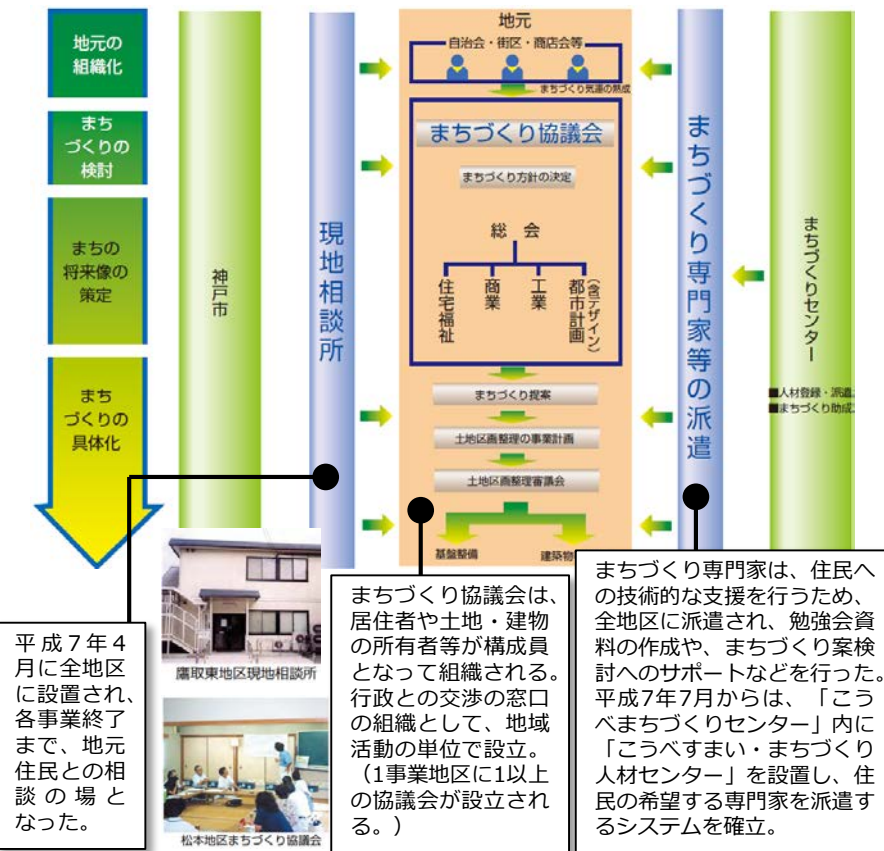 地元の
組織化
まち
づくりの
検討
まちの
将来像の
策定
まち
づくりの
具体化
神戸市
現地相談所
地元
自治会・街区・商店会等
まちづくり気運の熟成
まちづくり協議会
まちづくり方針の決定
総 会
住宅福祉
商業
工業
都市計画
(含デザイン)
まちづくり提案
土地区画整理の事業計画
土地区画整理審議会
基盤整備
建築物
まちづくり専門家等の派遣
まちづくりセンター
■人材登録・派遣
■まちづくり助成
平成7年4
月に全地区
に設置され、
各事業終了
まで、地元
住民との相
談の場と
なった。
鷹取東地区現地相談所
松本地区まちづくり協議会
まちづくり協議会は、
居住者や土地・建物
の所有者等が構成員
となって組織される。
行政との交渉の窓口
の組織として、地域
活動の単位で設立。
(1事業地区に1以上
の協議会が設立され
る。)
まちづくり専門家は、住民へ
の技術的な支援を行うため、
全地区に派遣され、勉強会資
料の作成や、まちづくり案検
討へのサポートなどを行った。
平成7年7月からは、「こう
べまちづくりセンター」内に
「こうべすまい・まちづくり
人材センター」を設置し、住
民の希望する専門家を派遣す
るシステムを確立。